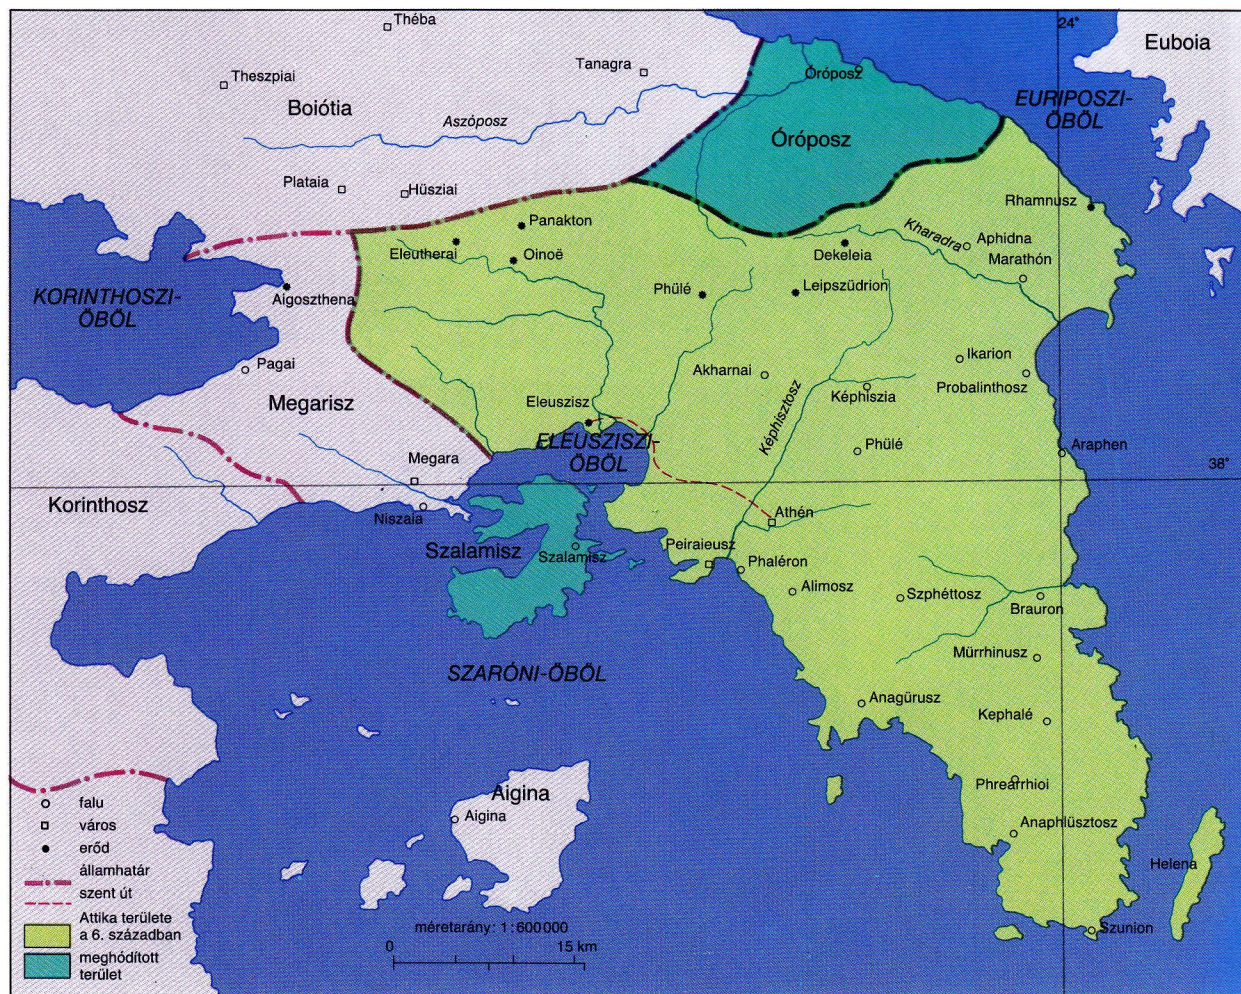 Théba
24°
Euboia
Theszpiai
Tanagra
Órόposz
Boiótia
EURIPOSZI-
ÖBÖL
Aszóposz
Óróposz
Plataia
Hüsziai
Rhamnusz
Panakton
Eleutherai
Oinoë
Kharadra
Aphidna
Dekeleia
Marathón
KORINTHOSZI-
ÖBÖL
Aigoszthena
Phülé
Leipszüdrion
Pagai
Ikarion
Akharnai
Képhiszia
Probalinthosz
Megarisz
Eleuszisz
Képhisztosz
ELEUSZISZI-
ÖBÖL
Phülé
Araphen
Megara
38°
Korinthosz
Niszaia
Athén
Szalamisz
Szalamisz
Peiraieusz
Phaléron
Alimosz
Szphéttosz
Brauron
Mürrhinusz
SZARÓNI-ÖBÖL
Anagürusz
Kephalé
Phrearrhioi
Aigina
Aigina
Anaphlüsztosz
Helena
Szunion
falu
város
erőd
államhatár
szent út
Attika területe
a 6. században
meghódított
terület
méretarány: 1:600 000
0 15 km